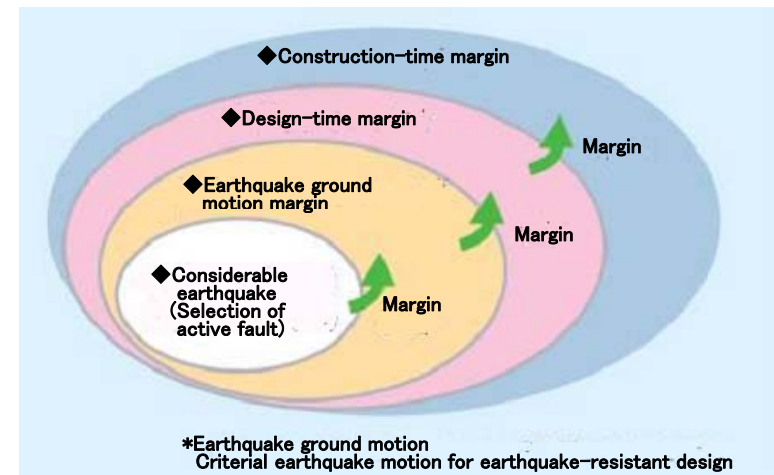 ◆Construction-time margin
◆Design-time margin
Margin
◆Earthquake ground
motion margin
Margin
◆Considerable
earthquake
(Selection of
active fault)
Margin
*Earthquake ground motion
Criterial earthquake motion for earthquake-resistant design